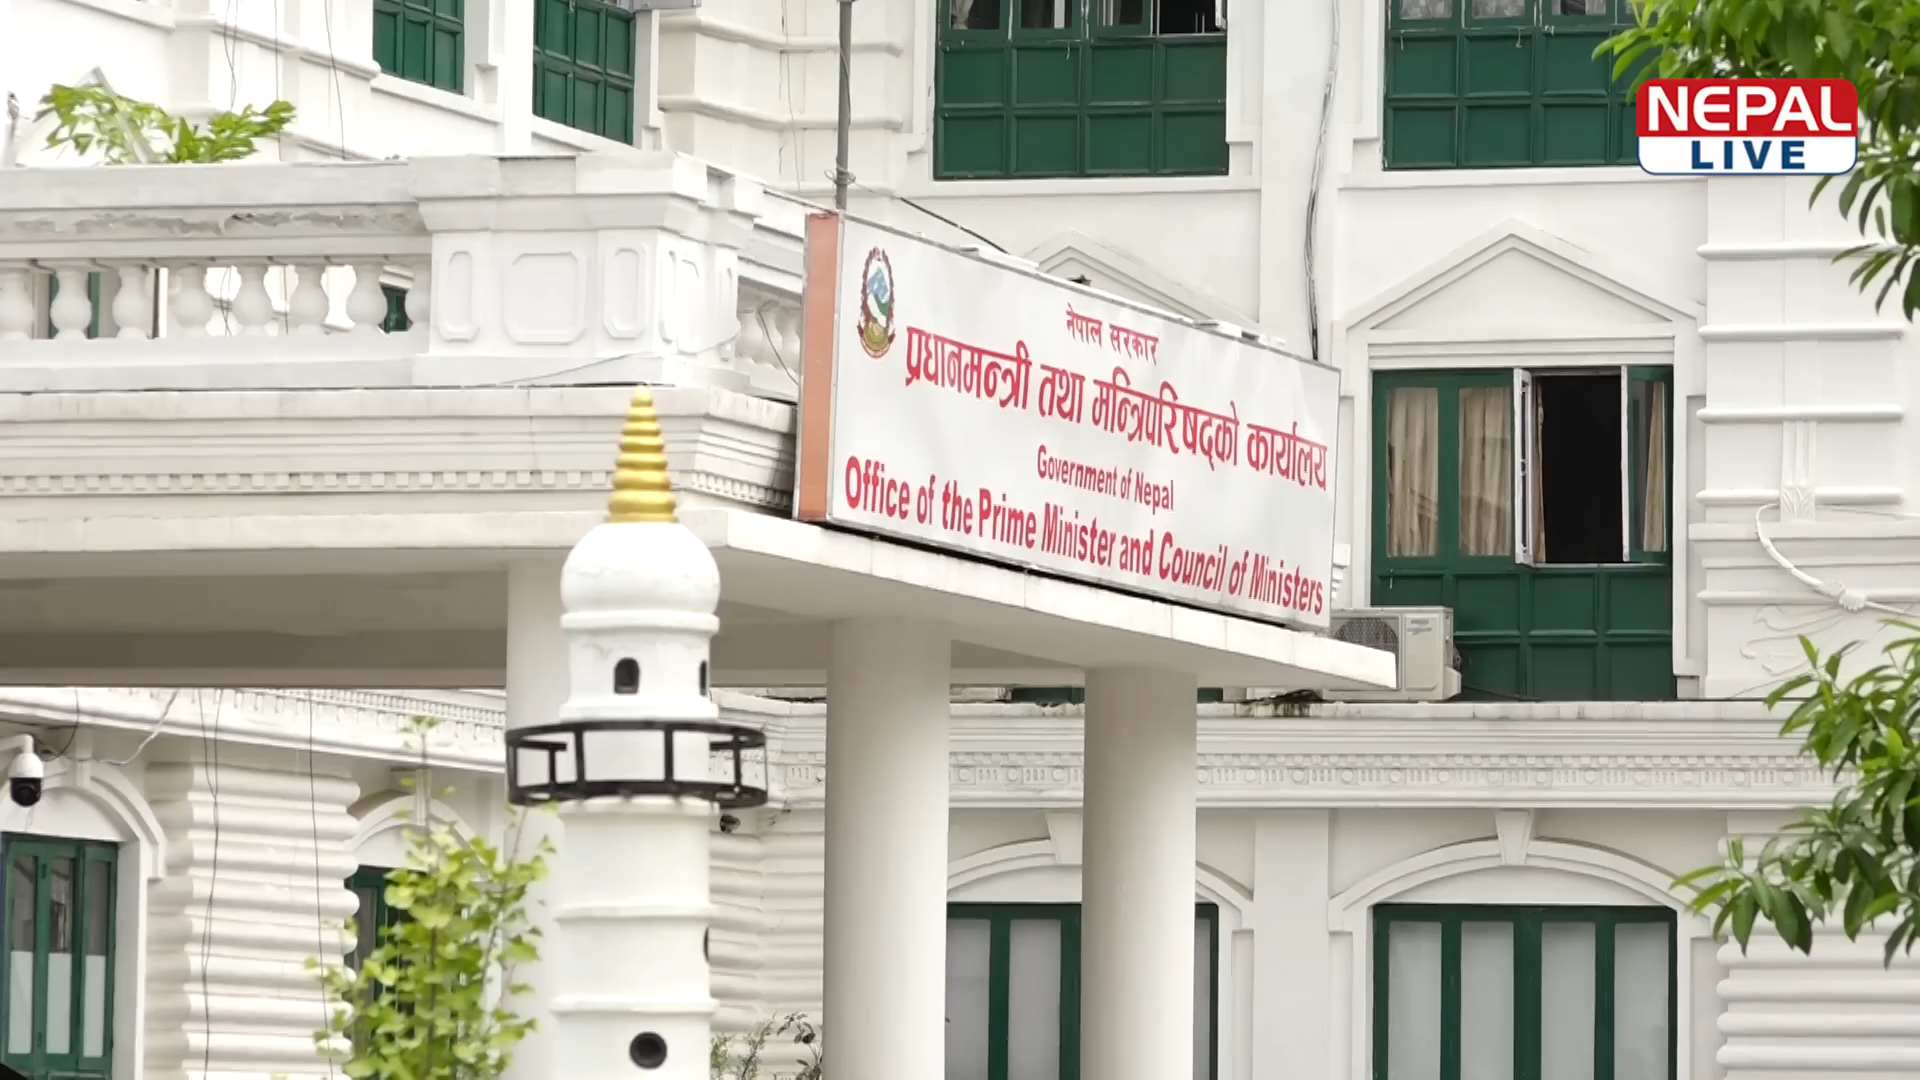 NEPAL
LIVE
नेपाल सरकार
प्रधानमन्त्री तथा मन्त्रिपरिषद्को कार्यालय
Government of Nepal
Office of the Prime Minister and Council of Ministers